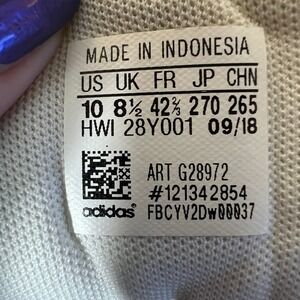 MADE IN INDONESIA
US UK FR JP CHN
10 8½ 42⅔ 270 265
HWI 28Y001 09/18
ART G28972
#121342854
adidas FBCYV2Dw00037